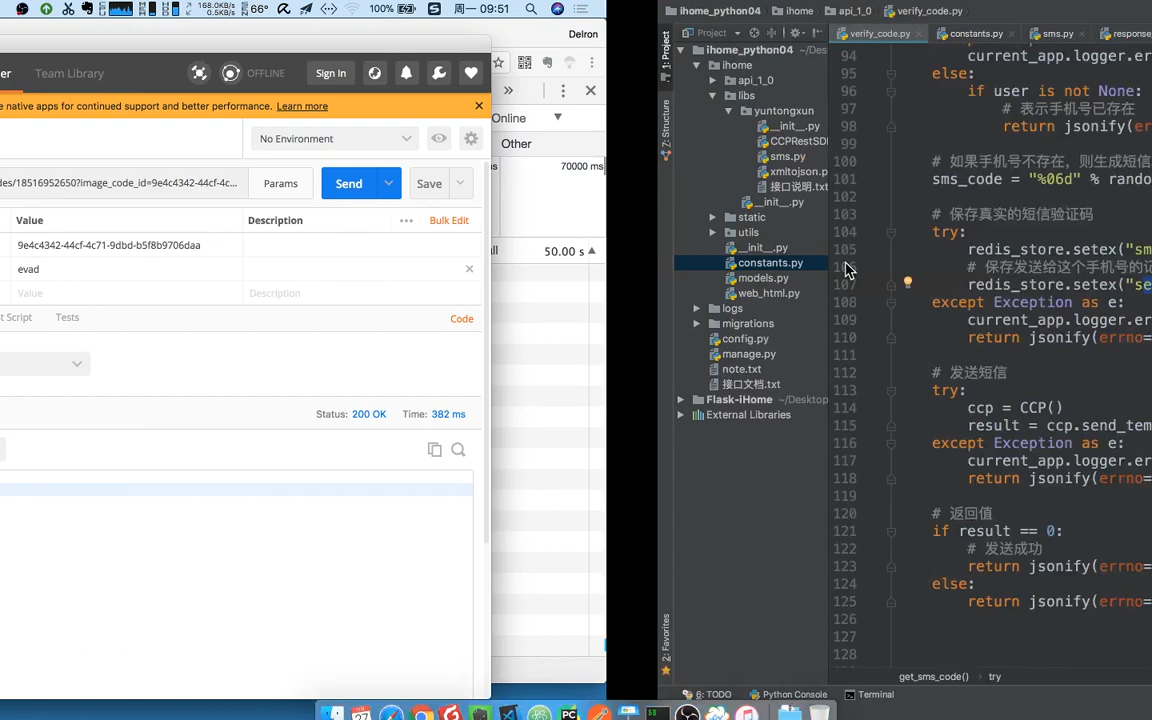 168.0KB/s
0.5KB/s
66°
100%
周一 09:51
Delron
er
Team Library
OFFLINE
Sign In
e native apps for continued support and better performance. Learn more
No Environment
Online
Other
70000 ms
des/18516952650?image_code_id=9e4c4342-44cf-4c...
Params
Send
Save
Value
Description
Bulk Edit
9e4c4342-44cf-4c71-9dbd-b5f8b9706daa
50.00 s
evad
Value
Description
t Script
Tests
Code
Status: 200 OK
Time: 382 ms
27
PC
ihome_python04
ihome
api_1_0
verify_code.py
Project
verify_code.py
constants.py
sms.py
response
1: Project
7: Structure
2: Favorites
ihome_python04 ~/Des
ihome
api_1_0
libs
yuntongxun
__init__.py
CCPRestSDI
sms.py
xmltojson.p
接口说明.txt
__init__.py
static
utils
__init__.py
constants.py
models.py
web_html.py
logs
migrations
config.py
manage.py
note.txt
接口文档.txt
Flask-iHome ~/Desktop
External Libraries
94 current_app.logger.er
95 else:
96 if user is not None:
97 # 表示手机号已存在
98 return jsonify(er
99
100 # 如果手机号不存在，则生成短信
101 sms_code = "%06d" % rando
102
103 # 保存真实的短信验证码
104 try:
105 redis_store.setex("sm
# 保存发送给这个手机号的记
107 redis_store.setex("se
108 except Exception as e:
109 current_app.logger.er
110 return jsonify(errno=
111
112 # 发送短信
113 try:
114 ccp = CCP()
115 result = ccp.send_tem
116 except Exception as e:
117 current_app.logger.er
118 return jsonify(errno=
119
120 # 返回值
121 if result == 0:
122 # 发送成功
123 return jsonify(errno=
124 else:
125 return jsonify(errno=
126
127
128
get_sms_code()
try
6: TODO
Python Console
Terminal